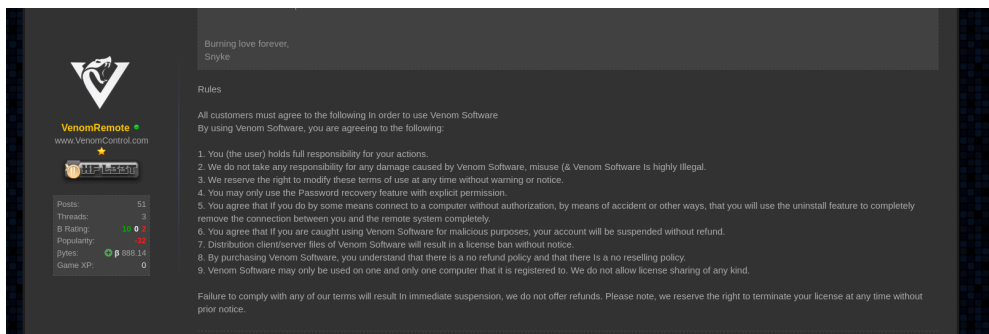 Burning love forever,
Snyke
VenomRemote
www.VenomControl.com
Posts: 51
Threads: 3
B Rating: 10 0 2
Popularity: -32
βytes: β 888.14
Game XP: 0
Rules
All customers must agree to the following In order to use Venom Software
By using Venom Software, you are agreeing to the following:
1. You (the user) holds full responsibility for your actions.
2. We do not take any responsibility for any damage caused by Venom Software, misuse (& Venom Software Is highly Illegal.
3. We reserve the right to modify these terms of use at any time without warning or notice.
4. You may only use the Password recovery feature with explicit permission.
5. You agree that If you do by some means connect to a computer without authorization, by means of accident or other ways, that you will use the uninstall feature to completely
remove the connection between you and the remote system completely.
6. You agree that If you are caught using Venom Software for malicious purposes, your account will be suspended without refund.
7. Distribution client/server files of Venom Software will result in a license ban without notice.
8. By purchasing Venom Software, you understand that there is a no refund policy and that there Is a no reselling policy.
9. Venom Software may only be used on one and only one computer that it is registered to. We do not allow license sharing of any kind.
Failure to comply with any of our terms will result In immediate suspension, we do not offer refunds. Please note, we reserve the right to terminate your license at any time without
prior notice.